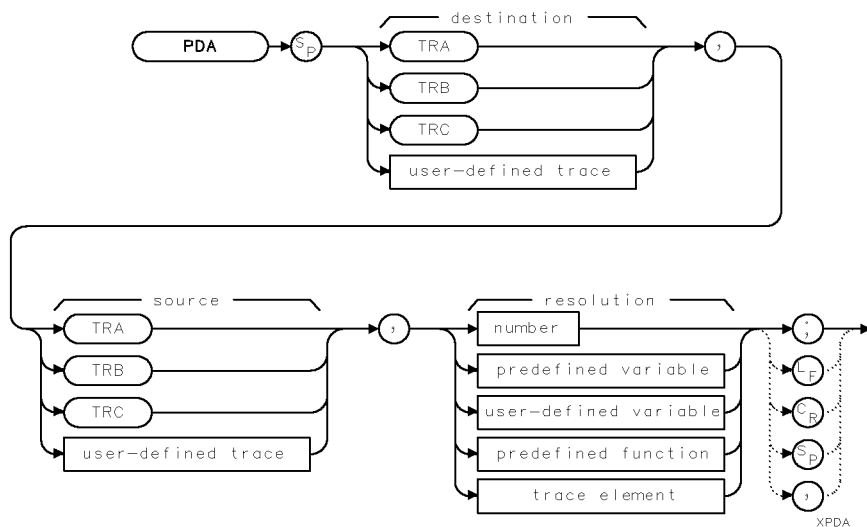 destination
PDA SP TRA ,
TRB
TRC
user-defined trace
source resolution
TRA , number ;
TRB predefined variable LF
TRC user-defined variable CR
user-defined trace predefined function SP
trace element ,
XPDA